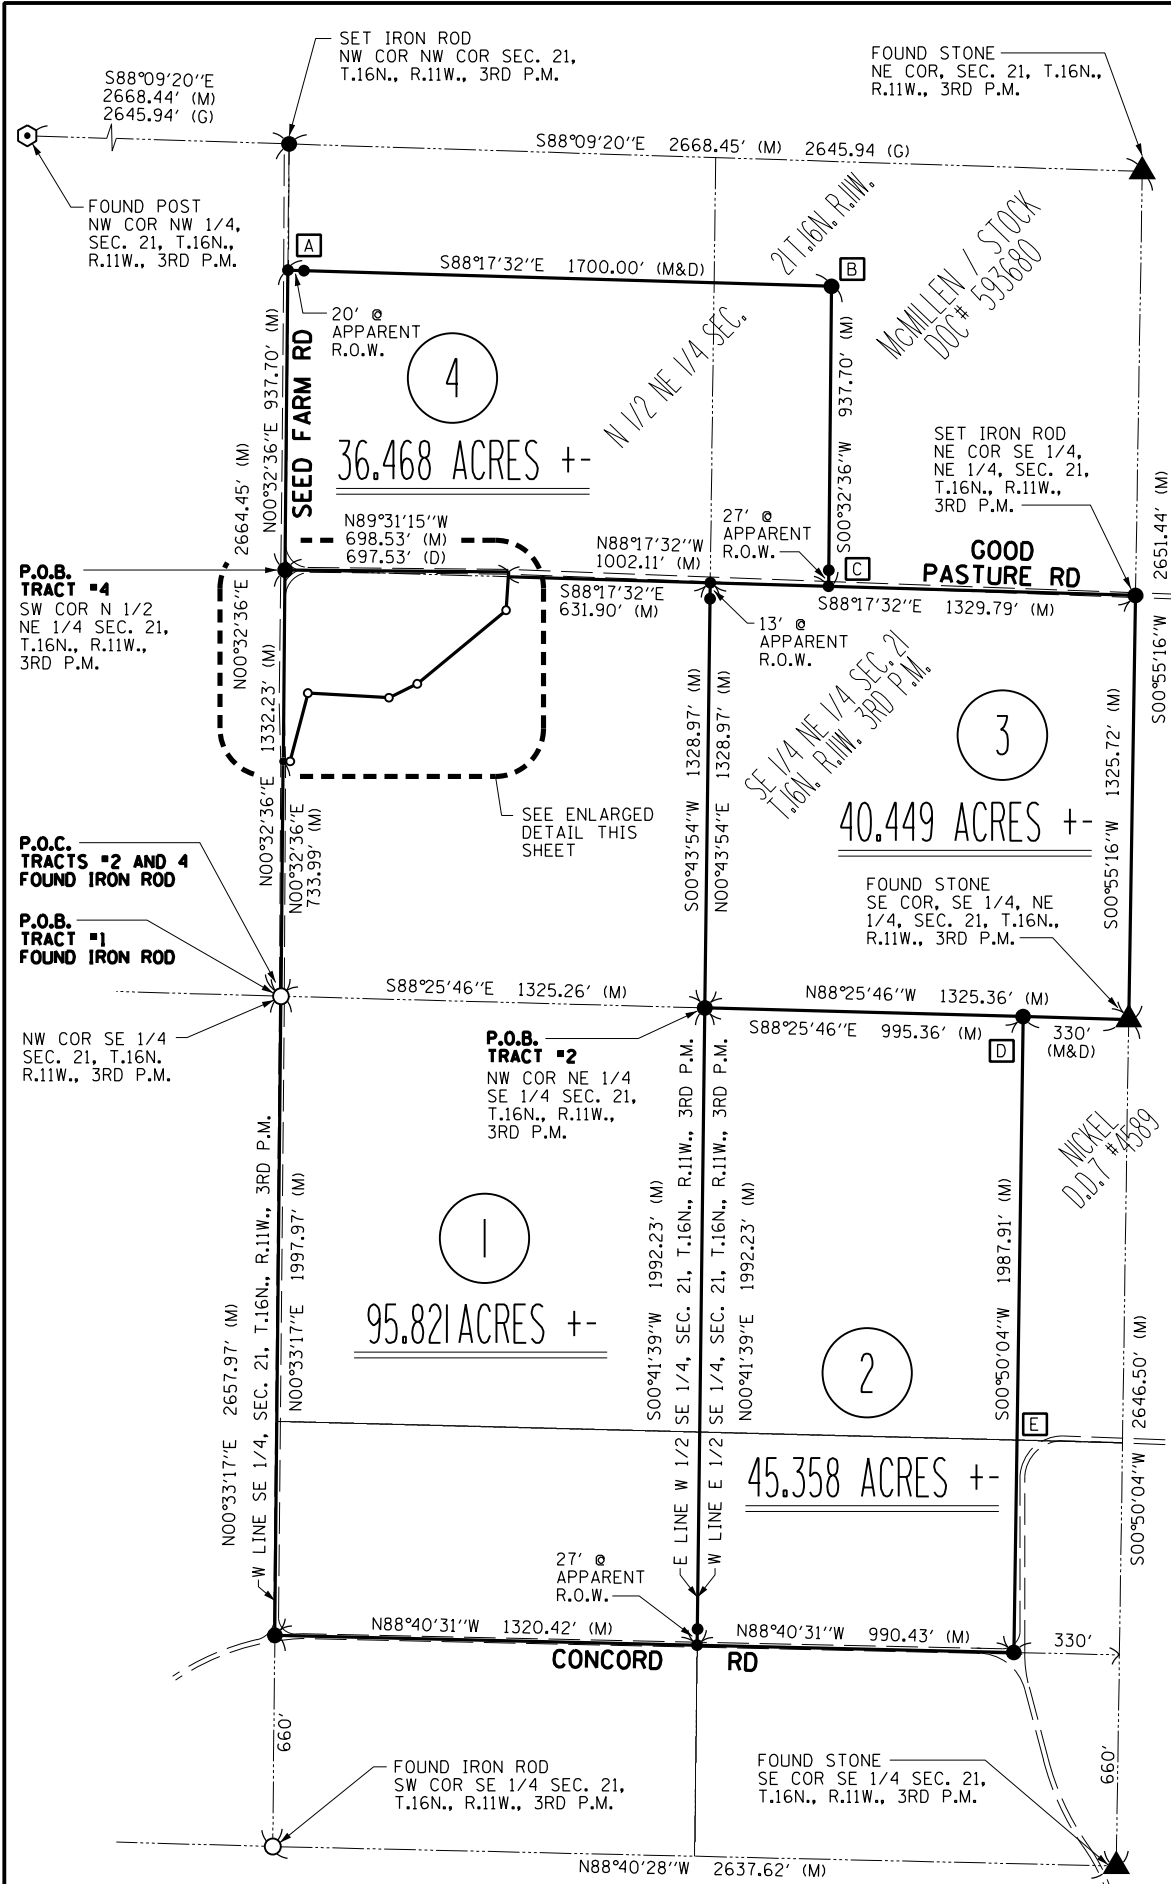 SET IRON ROD
NW COR NW COR SEC. 21,
T.16N., R.11W., 3RD P.M.
FOUND STONE
NE COR, SEC. 21, T.16N.,
R.11W., 3RD P.M.
S88°09'20''E
2668.44' (M)
2645.94' (G)
S88°09'20''E 2668.45' (M) 2645.94 (G)
FOUND POST
NW COR NW 1/4,
SEC. 21, T.16N.,
R.11W., 3RD P.M.
A
S88°17'32''E 1700.00' (M&D)
B
21 T.16N. R.11W.
N 1/2 NE 1/4 SEC.
McMILLEN / STOCK
DOC# 593680
20' @
APPARENT
R.O.W.
SEED FARM RD
N00°32'36''E 937.70' (M)
2664.45' (M)
N00°32'36''E
4
36.468 ACRES +-
S00°32'36''W 937.70' (M)
SET IRON ROD
NE COR SE 1/4,
NE 1/4, SEC. 21,
T.16N., R.11W.,
3RD P.M.
S00°55'16''W 2651.44' (M)
N89°31'15''W
698.53' (M)
697.53' (D)
N88°17'32''W
1002.11' (M)
27' @
APPARENT
R.O.W.
C
GOOD
PASTURE RD
S88°17'32''E
631.90' (M)
S88°17'32''E 1329.79' (M)
13' @
APPARENT
R.O.W.
P.O.B.
TRACT #4
SW COR N 1/2
NE 1/4 SEC. 21,
T.16N., R.11W.,
3RD P.M.
N00°32'36''E 1332.23' (M)
N00°32'36''E
733.99' (M)
SEE ENLARGED
DETAIL THIS
SHEET
S00°43'54''W 1328.97' (M)
N00°43'54''E 1328.97' (M)
SE 1/4 NE 1/4 SEC. 21
T.16N. R.11W. 3RD P.M.
3
40.449 ACRES +-
S00°55'16''W 1325.72' (M)
P.O.C.
TRACTS #2 AND 4
FOUND IRON ROD
P.O.B.
TRACT #1
FOUND IRON ROD
FOUND STONE
SE COR, SE 1/4, NE
1/4, SEC. 21, T.16N.,
R.11W., 3RD P.M.
S88°25'46''E 1325.26' (M)
N88°25'46''W 1325.36' (M)
S88°25'46''E 995.36' (M)
330'
(M&D)
D
NW COR SE 1/4
SEC. 21, T.16N.
R.11W., 3RD P.M.
P.O.B.
TRACT #2
NW COR NE 1/4
SE 1/4 SEC. 21,
T.16N., R.11W.,
3RD P.M.
NICKEL
D.D.7 #4589
N00°33'17''E 2657.97' (M)
W LINE SE 1/4, SEC. 21, T.16N., R.11W., 3RD P.M.
N00°33'17''E 1997.97' (M)
1
95.821 ACRES +-
S00°41'39''W 1992.23' (M)
E LINE W 1/2 SE 1/4, SEC. 21, T.16N., R.11W., 3RD P.M.
W LINE E 1/2 SE 1/4, SEC. 21, T.16N., R.11W., 3RD P.M.
N00°41'39''E 1992.23' (M)
2
45.358 ACRES +-
S00°50'04''W 1987.91' (M)
E
S00°50'04''W 2646.50' (M)
27' @
APPARENT
R.O.W.
N88°40'31''W 1320.42' (M)
N88°40'31''W 990.43' (M)
330'
CONCORD RD
660'
660'
FOUND IRON ROD
SW COR SE 1/4 SEC. 21,
T.16N., R.11W., 3RD P.M.
FOUND STONE
SE COR SE 1/4 SEC. 21,
T.16N., R.11W., 3RD P.M.
N88°40'28''W 2637.62' (M)